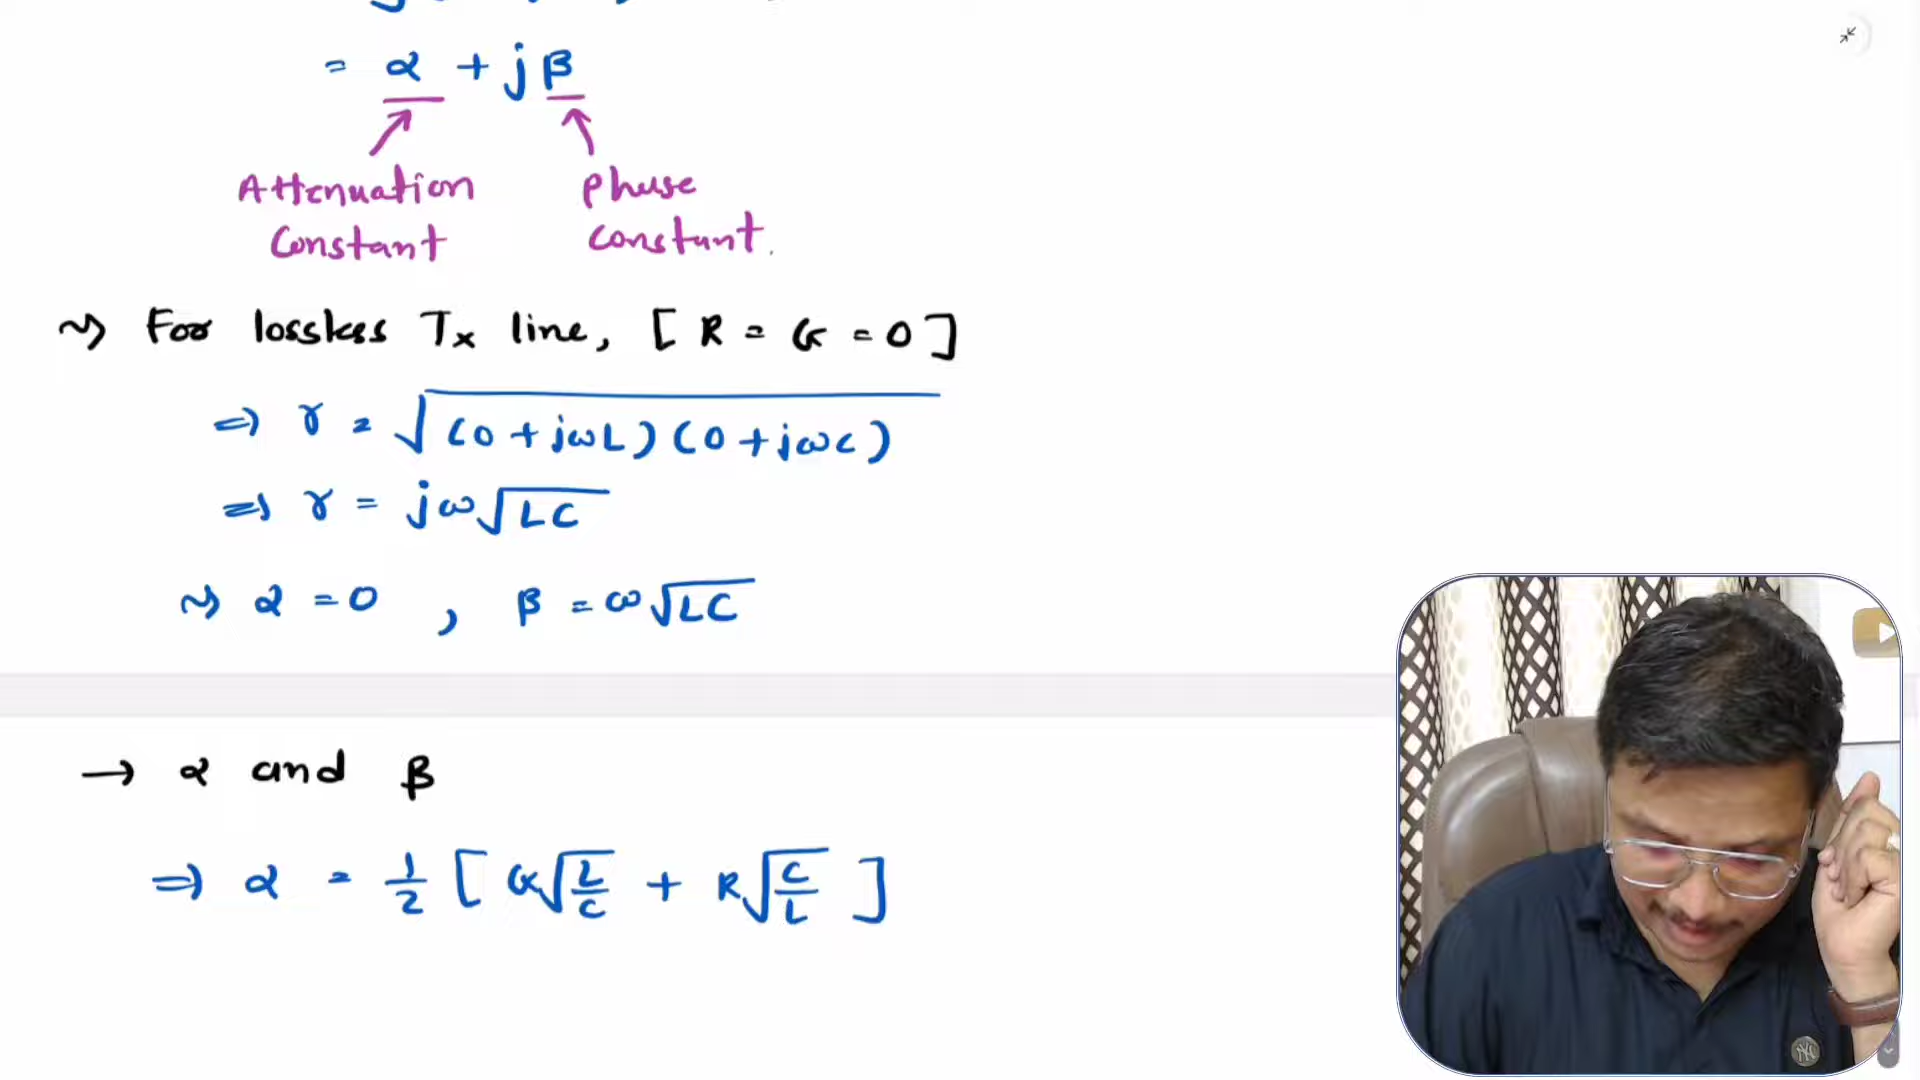 = α + jβ
Attenuation Constant
phase constant.
~> For lossless Tx line, [R = G = 0]
=> γ = √(0 + jωL)(0 + jωC)
=> γ = jω√LC
~> α = 0 , β = ω√LC
→ α and β
=> α = 1/2 [ G√L/C + R√C/L ]